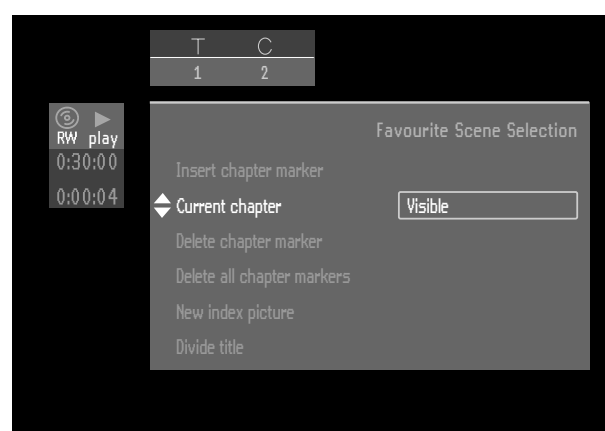 T C
1 2
RW play
0:30:00
0:00:04
Favourite Scene Selection
Insert chapter marker
Current chapter Visible
Delete chapter marker
Delete all chapter markers
New index picture
Divide title